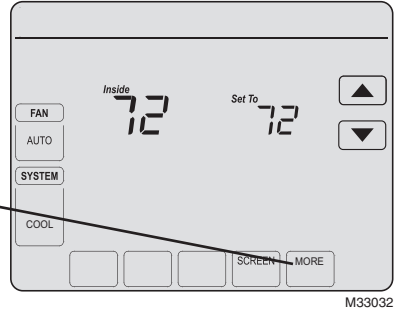 Inside
72
Set To
72
FAN
AUTO
SYSTEM
COOL
SCREEN
MORE
M33032